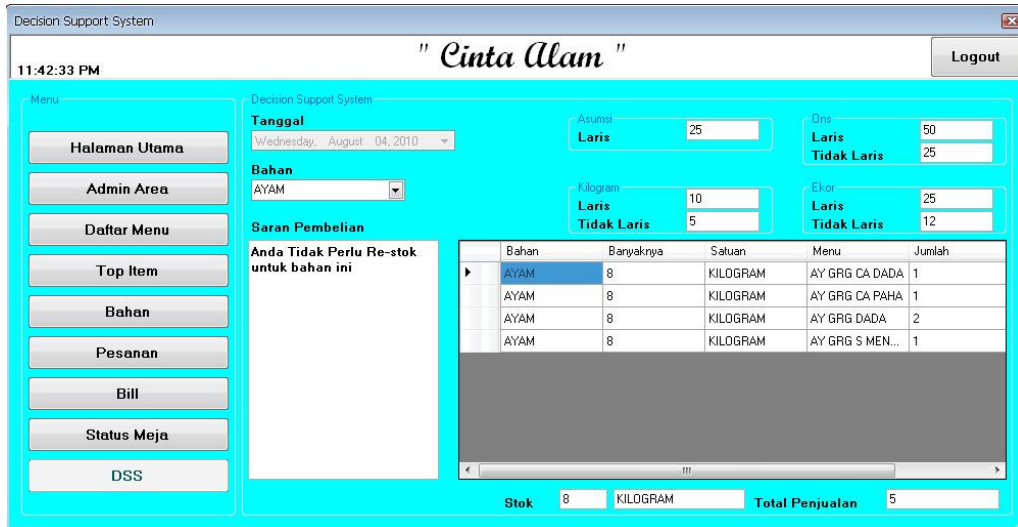 Decision Support System
" Cinta Alam "
11:42:33 PM
Logout
Menu
Halaman Utama
Admin Area
Daftar Menu
Top Item
Bahan
Pesanan
Bill
Status Meja
DSS
Decision Support System
Tanggal
Wednesday, August 04, 2010
Bahan
AYAM
Asumsi
Laris 25
Ons
Laris 50
Tidak Laris 25
Kilogram
Laris 10
Tidak Laris 5
Ekor
Laris 25
Tidak Laris 12
Saran Pembelian
Anda Tidak Perlu Re-stok
untuk bahan ini
Bahan Banyaknya Satuan Menu Jumlah
AYAM 8 KILOGRAM AY GRG CA DADA 1
AYAM 8 KILOGRAM AY GRG CA PAHA 1
AYAM 8 KILOGRAM AY GRG DADA 2
AYAM 8 KILOGRAM AY GRG S MEN... 1
Stok 8 KILOGRAM Total Penjualan 5